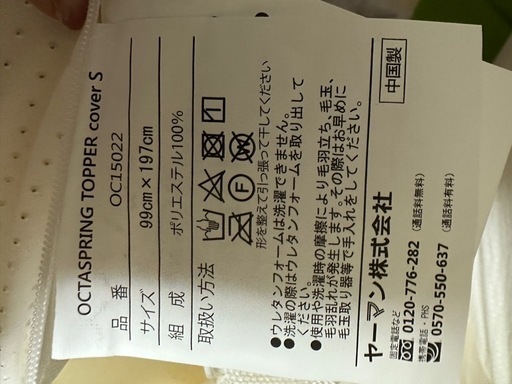 OCTASPRING TOPPER cover S
品番 OC15022
サイズ 99cm×197cm
組成 ポリエステル100%
取扱い方法
形を整えて引っ張って干してください
●ウレタンフォームは洗濯できません。
●洗濯の際はウレタンフォームを取り出して
ください。
●使用や洗濯時の摩擦により毛羽立ち、毛玉、
毛羽乱れが発生します。その際はお早めに
毛玉取り器等で手入れをしてください。
中国製
ヤーマン株式会社
固定電話など 0120-776-282 (通話料無料)
携帯電話・PHS 0570-550-637 (通話料有料)